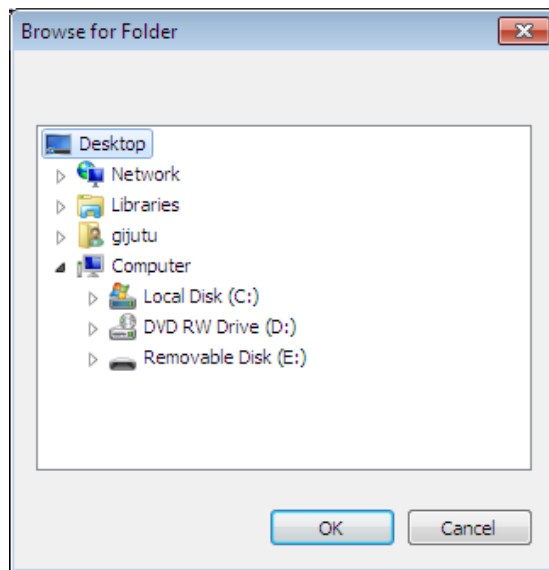 Browse for Folder
Desktop
Network
Libraries
gijutu
Computer
Local Disk (C:)
DVD RW Drive (D:)
Removable Disk (E:)
OK Cancel